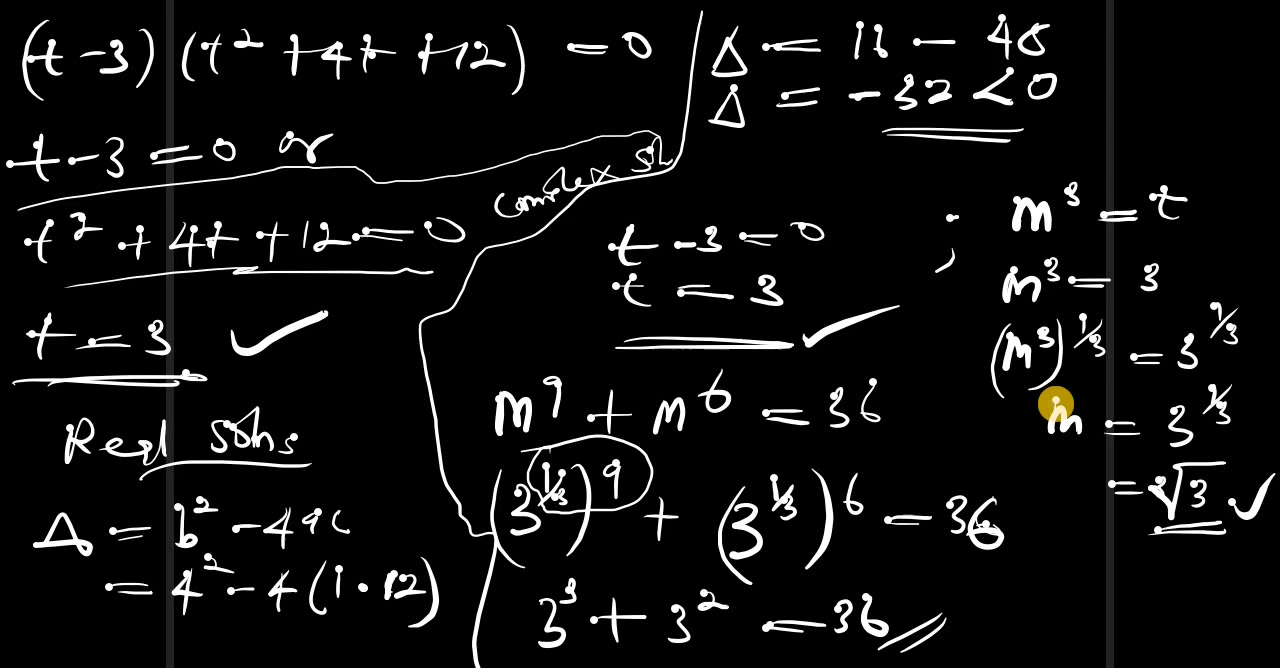 (t-3) (t² + 4t + 12) = 0
t-3 = 0 or
t² + 4t + 12 = 0
t = 3 ✓
Real solns
Δ = b² - 4ac
= 4² - 4(1·12)
Δ = 16 - 48
Δ = -32 < 0
complex sol
t - 3 = 0
t = 3 ✓
; m³ = t
m³ = 3
(m³)^1/3 = 3^1/3
m = 3^1/3
= ∛3 ✓
m⁹ + m⁶ = 36
(3^1/3)⁹ + (3^1/3)⁶ = 36
3³ + 3² = 36 //